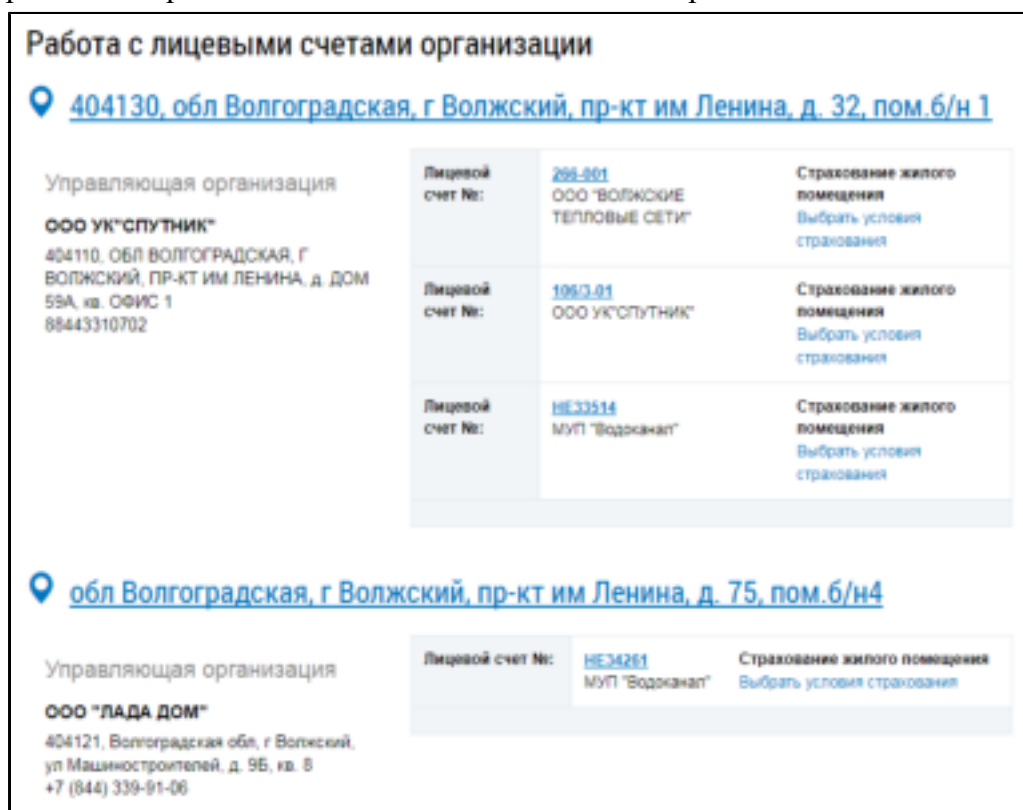 Работа с лицевыми счетами организации
404130, обл Волгоградская, г Волжский, пр-кт им Ленина, д. 32, пом.б/н 1
Управляющая организация
ООО УК"СПУТНИК"
404110, ОБЛ ВОЛГОГРАДСКАЯ, Г
ВОЛЖСКИЙ, ПР-КТ ИМ ЛЕНИНА, д. ДОМ
59А, кв. ОФИС 1
88443310702
Лицевой
счет №:
266-001
ООО "ВОЛЖСКИЕ
ТЕПЛОВЫЕ СЕТИ"
Страхование жилого
помещения
Выбрать условия
страхования
Лицевой
счет №:
106/3-01
ООО УК"СПУТНИК"
Страхование жилого
помещения
Выбрать условия
страхования
Лицевой
счет №:
НЕ33514
МУП "Водоканал"
Страхование жилого
помещения
Выбрать условия
страхования
обл Волгоградская, г Волжский, пр-кт им Ленина, д. 75, пом.б/н4
Управляющая организация
ООО "ЛАДА ДОМ"
404121, Волгоградская обл, г Волжский,
ул Машиностроителей, д. 9Б, кв. 8
+7 (844) 339-91-06
Лицевой счет №:
НЕ34261
МУП "Водоканал"
Страхование жилого помещения
Выбрать условия страхования